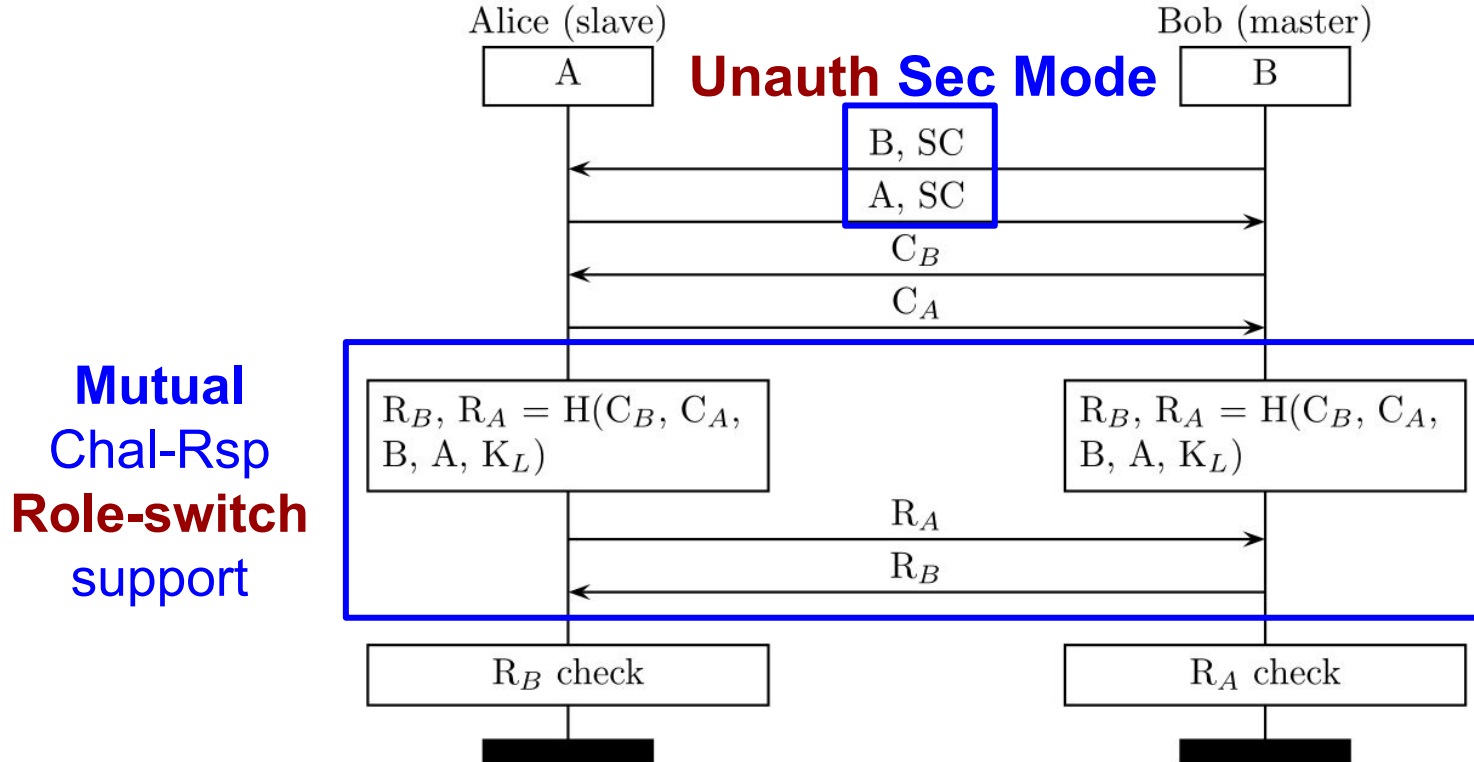 Alice (slave)
Bob (master)
A
Unauth Sec Mode
B
B, SC
A, SC
C_B
C_A
Mutual
Chal-Rsp
Role-switch
support
R_B, R_A = H(C_B, C_A,
B, A, K_L)
R_B, R_A = H(C_B, C_A,
B, A, K_L)
R_A
R_B
R_B check
R_A check